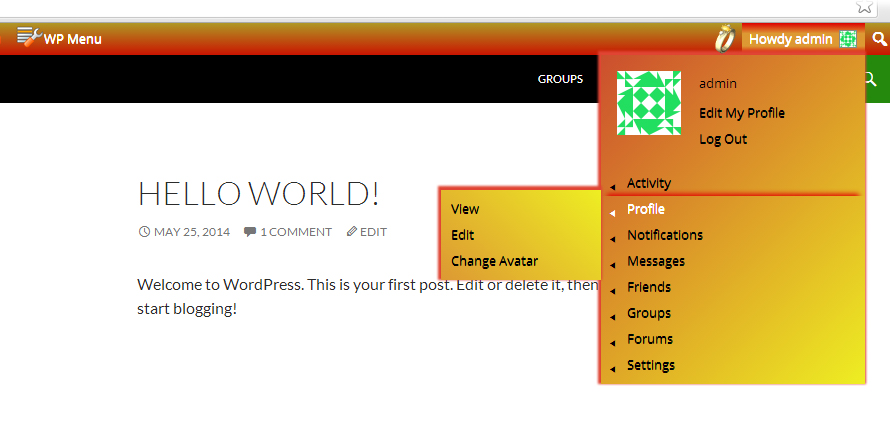 WP Menu
Howdy admin
GROUPS
admin
Edit My Profile
Log Out
Activity
Profile
Notifications
Messages
Friends
Groups
Forums
Settings
View
Edit
Change Avatar
HELLO WORLD!
MAY 25, 2014 1 COMMENT EDIT
Welcome to WordPress. This is your first post. Edit or delete it, then
start blogging!